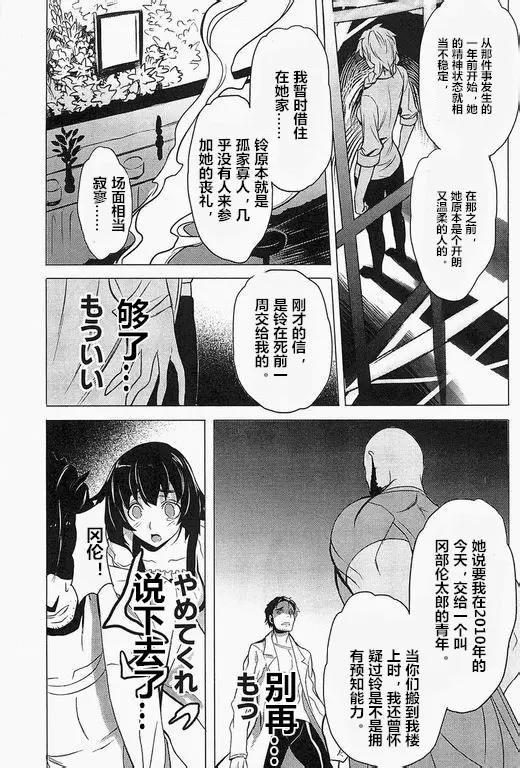 从那件事发生的
一年前开始，她
的精神状态就相
当不稳定，
在那之前，
她原本是个开朗
又温柔的人的。
我暂时借住
在她家……
铃原本就是
孤家寡人，几
乎没有人来参
加她的丧礼，
场面相当
寂寥……
刚才的信，
是铃在死前一
周交给我的。
够了…
もういい
她说要我在2010年的
今天，交给一个叫
冈部伦太郎的青年。
当你们搬到我楼
上时，我还曾怀
疑过铃是不是拥
有预知能力。
别再…
もう
冈伦！
やめてくれ
说下去了…